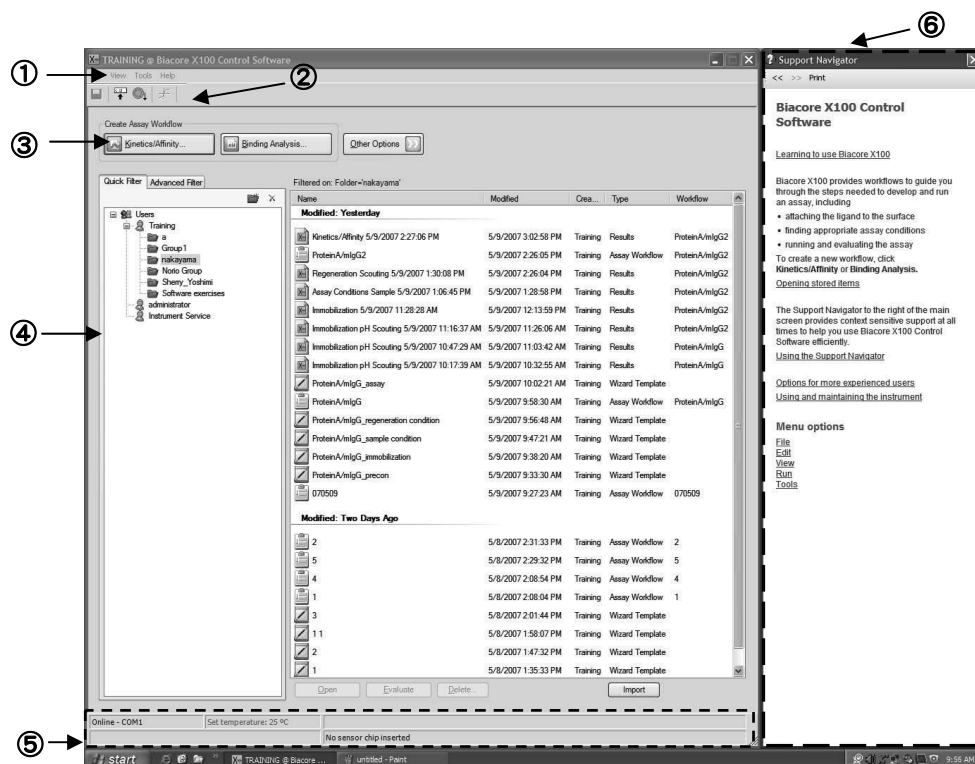 ⑥
TRAINING @ Biacore X100 Control Software
? Support Navigator
①
View Tools Help
②
<< >> Print
Biacore X100 Control
Software
Create Assay Workflow
③
Kinetics/Affinity...
Binding Analysis...
Other Options
Learning to use Biacore X100
Biacore X100 provides workflows to guide you
through the steps needed to develop and run
an assay, including
• attaching the ligand to the surface
• finding appropriate assay conditions
• running and evaluating the assay
To create a new workflow, click
Kinetics/Affinity or Binding Analysis.
Opening stored items
The Support Navigator to the right of the main
screen provides context sensitive support at all
times to help you use Biacore X100 Control
Software efficiently.
Using the Support Navigator
Options for more experienced users
Using and maintaining the instrument
Menu options
File
Edit
View
Run
Tools
Quick Filter Advanced Filter
Users
Training
a
Group1
nakayama
Norio Group
Sherry_Yoshimi
Software exercises
administrator
Instrument Service
④
Filtered on: Folder='nakayama'
Name Modified Crea... Type Workflow
Modified: Yesterday
Kinetics/Affinity 5/9/2007 2:27:06 PM 5/9/2007 3:02:58 PM Training Results ProteinA/mIgG2
ProteinA/mIgG2 5/9/2007 2:26:05 PM Training Assay Workflow ProteinA/mIgG2
Regeneration Scouting 5/9/2007 1:30:08 PM 5/9/2007 2:26:04 PM Training Results ProteinA/mIgG2
Assay Conditions Sample 5/9/2007 1:06:45 PM 5/9/2007 1:28:58 PM Training Results ProteinA/mIgG2
Immobilization 5/9/2007 11:28:28 AM 5/9/2007 12:13:59 PM Training Results ProteinA/mIgG2
Immobilization pH Scouting 5/9/2007 11:16:37 AM 5/9/2007 11:26:06 AM Training Results ProteinA/mIgG2
Immobilization pH Scouting 5/9/2007 10:47:29 AM 5/9/2007 11:03:42 AM Training Results ProteinA/mIgG
Immobilization pH Scouting 5/9/2007 10:17:39 AM 5/9/2007 10:32:55 AM Training Results ProteinA/mIgG
ProteinA/mIgG_assay 5/9/2007 10:02:21 AM Training Wizard Template
ProteinA/mIgG 5/9/2007 9:58:30 AM Training Assay Workflow ProteinA/mIgG
ProteinA/mIgG_regeneration condition 5/9/2007 9:56:48 AM Training Wizard Template
ProteinA/mIgG_sample condition 5/9/2007 9:47:21 AM Training Wizard Template
ProteinA/mIgG_immobilization 5/9/2007 9:38:20 AM Training Wizard Template
ProteinA/mIgG_precon 5/9/2007 9:33:30 AM Training Wizard Template
070509 5/9/2007 9:27:23 AM Training Assay Workflow 070509
Modified: Two Days Ago
2 5/8/2007 2:31:33 PM Training Assay Workflow 2
5 5/8/2007 2:29:32 PM Training Assay Workflow 5
4 5/8/2007 2:08:54 PM Training Assay Workflow 4
1 5/8/2007 2:08:04 PM Training Assay Workflow 1
3 5/8/2007 2:01:44 PM Training Wizard Template
1 1 5/8/2007 1:58:07 PM Training Wizard Template
2 5/8/2007 1:47:32 PM Training Wizard Template
1 5/8/2007 1:35:33 PM Training Wizard Template
Open Evaluate Delete... Import
Online - COM1 Set temperature: 25 ºC
⑤
No sensor chip inserted
start TRAINING @ Biacore ... untitled - Paint 9:56 AM